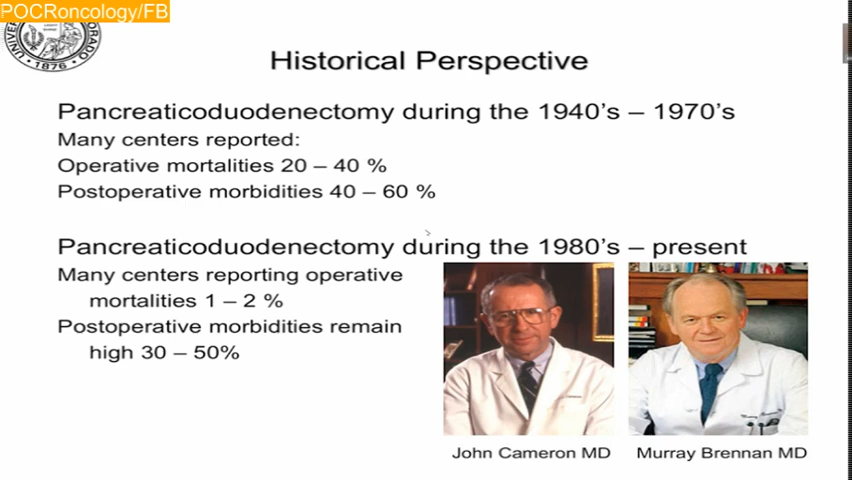 POCRoncology/FB
1876
Historical Perspective
Pancreaticoduodenectomy during the 1940's – 1970's
Many centers reported:
Operative mortalities 20 – 40 %
Postoperative morbidities 40 – 60 %
Pancreaticoduodenectomy during the 1980's – present
Many centers reporting operative
mortalities 1 – 2 %
Postoperative morbidities remain
high 30 – 50%
John Cameron MD
Murray Brennan MD